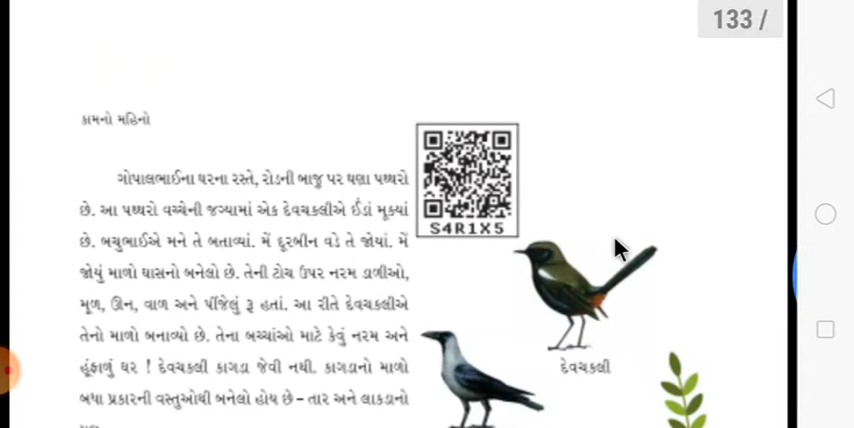 133 /
કામનો મહિનો
S4R1X5
ગોપાલભાઈના ઘરના રસ્તે, રોડની બાજુ પર ઘણા પથ્થરો
છે. આ પથ્થરો વચ્ચેની જગ્યામાં એક દેવચકલીએ ઈંડાં મૂક્યાં
છે. બચુભાઈએ મને તે બતાવ્યાં. મેં દૂરબીન વડે તે જોયાં. મેં
જોયું માળો ઘાસનો બનેલો છે. તેની ટોચ ઉપર નરમ ડાળીઓ,
મૂળ, ઊન, વાળ અને પીંજેલું રૂ હતાં. આ રીતે દેવચકલીએ
તેનો માળો બનાવ્યો છે. તેના બચ્ચાંઓ માટે કેવું નરમ અને
હૂંફાળું ઘર ! દેવચકલી કાગડા જેવી નથી. કાગડાનો માળો
બધા પ્રકારની વસ્તુઓથી બનેલો હોય છે – તાર અને લાકડાનો
દેવચકલી